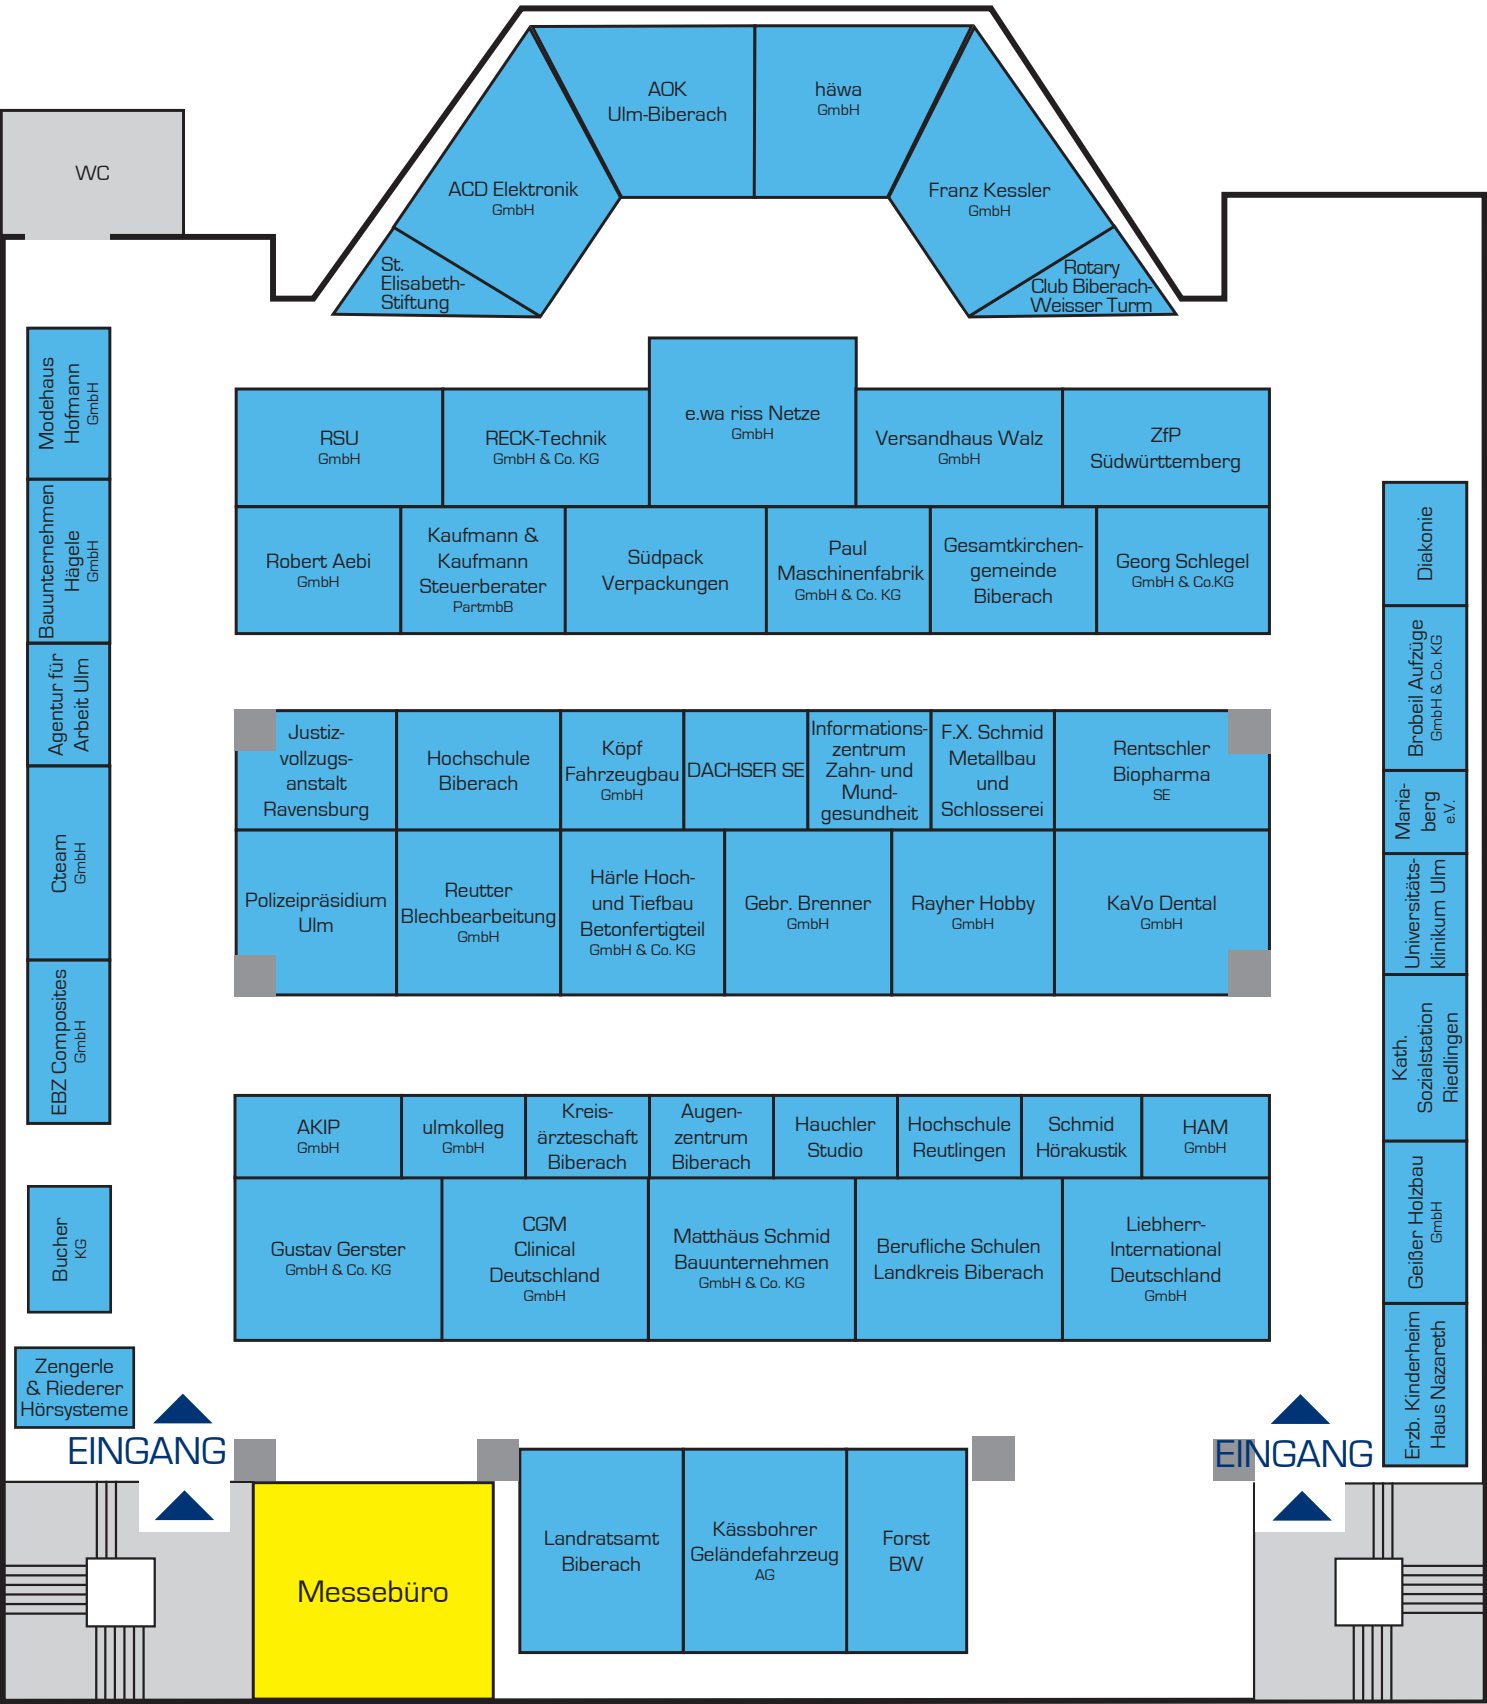 AOK
Ulm-Biberach
häwa
GmbH
WC
ACD Elektronik
GmbH
Franz Kessler
GmbH
St.
Elisabeth-
Stiftung
Rotary
Club Biberach-
Weisser Turm
Modehaus
Hofmann
GmbH
Bauunternehmen
Hägele
GmbH
Agentur für
Arbeit Ulm
Cteam
GmbH
EBZ Composites
GmbH
Bucher
KG
Zengerle
& Riederer
Hörsysteme
RSU
GmbH
RECK-Technik
GmbH & Co. KG
e.wa riss Netze
GmbH
Versandhaus Walz
GmbH
ZfP
Südwürttemberg
Robert Aebi
GmbH
Kaufmann &
Kaufmann
Steuerberater
PartmbB
Südpack
Verpackungen
Paul
Maschinenfabrik
GmbH & Co. KG
Gesamtkirchen-
gemeinde
Biberach
Georg Schlegel
GmbH & Co.KG
Justiz-
vollzugs-
anstalt
Ravensburg
Hochschule
Biberach
Köpf
Fahrzeugbau
GmbH
DACHSER SE
Informations-
zentrum
Zahn- und
Mund-
gesundheit
F.X. Schmid
Metallbau
und
Schlosserei
Rentschler
Biopharma
SE
Polizeipräsidium
Ulm
Reutter
Blechbearbeitung
GmbH
Härle Hoch-
und Tiefbau
Betonfertigteil
GmbH & Co. KG
Gebr. Brenner
GmbH
Rayher Hobby
GmbH
KaVo Dental
GmbH
AKIP
GmbH
ulmkolleg
GmbH
Kreis-
ärzteschaft
Biberach
Augen-
zentrum
Biberach
Hauchler
Studio
Hochschule
Reutlingen
Schmid
Hörakustik
HAM
GmbH
Gustav Gerster
GmbH & Co. KG
CGM
Clinical
Deutschland
GmbH
Matthäus Schmid
Bauunternehmen
GmbH & Co. KG
Berufliche Schulen
Landkreis Biberach
Liebherr-
International
Deutschland
GmbH
Diakonie
Brobeil Aufzüge
GmbH & Co. KG
Maria-
berg
e.V.
Universitäts-
klinikum Ulm
Kath.
Sozialstation
Riedlingen
Geißer Holzbau
GmbH
Erzb. Kinderheim
Haus Nazareth
EINGANG
EINGANG
Messebüro
Landratsamt
Biberach
Kässbohrer
Geländefahrzeug
AG
Forst
BW